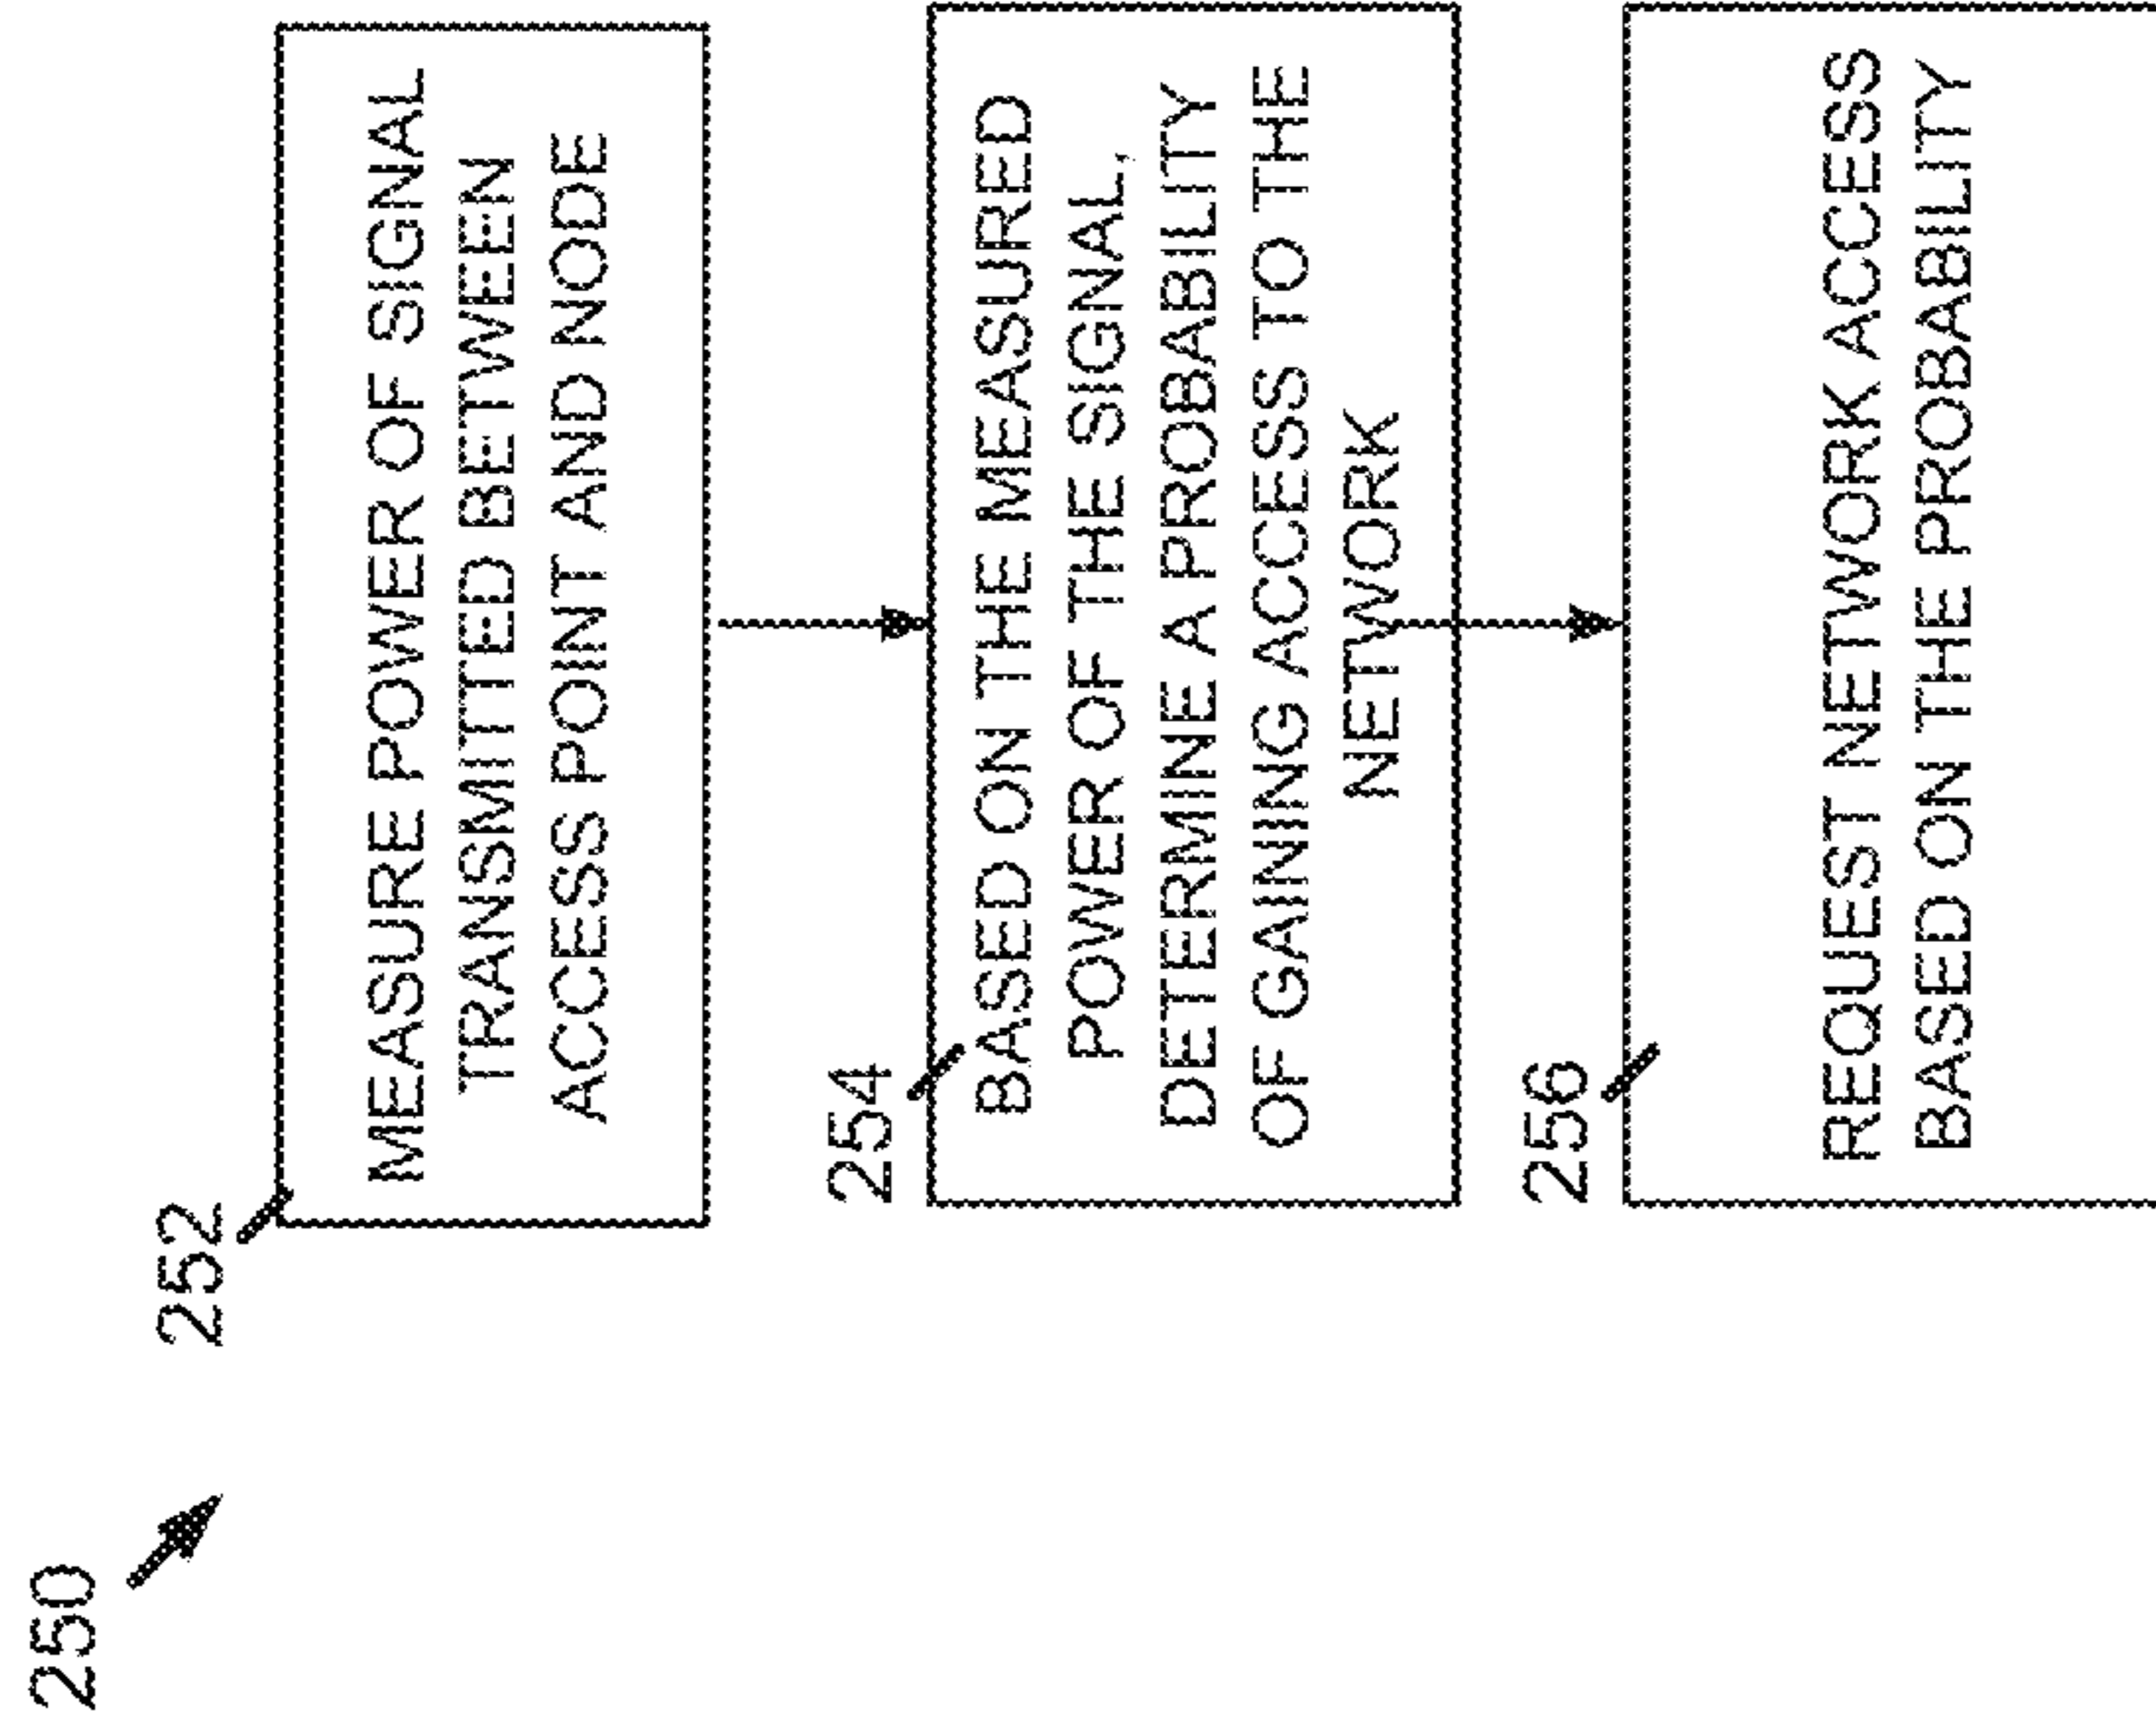 250
252
MEASURE POWER OF SIGNAL
TRANSMITTED BETWEEN
ACCESS POINT AND NODE
254
BASED ON THE MEASURED
POWER OF THE SIGNAL,
DETERMINE A PROBABILITY
OF GAINING ACCESS TO THE
NETWORK
256
REQUEST NETWORK ACCESS
BASED ON THE PROBABILITY